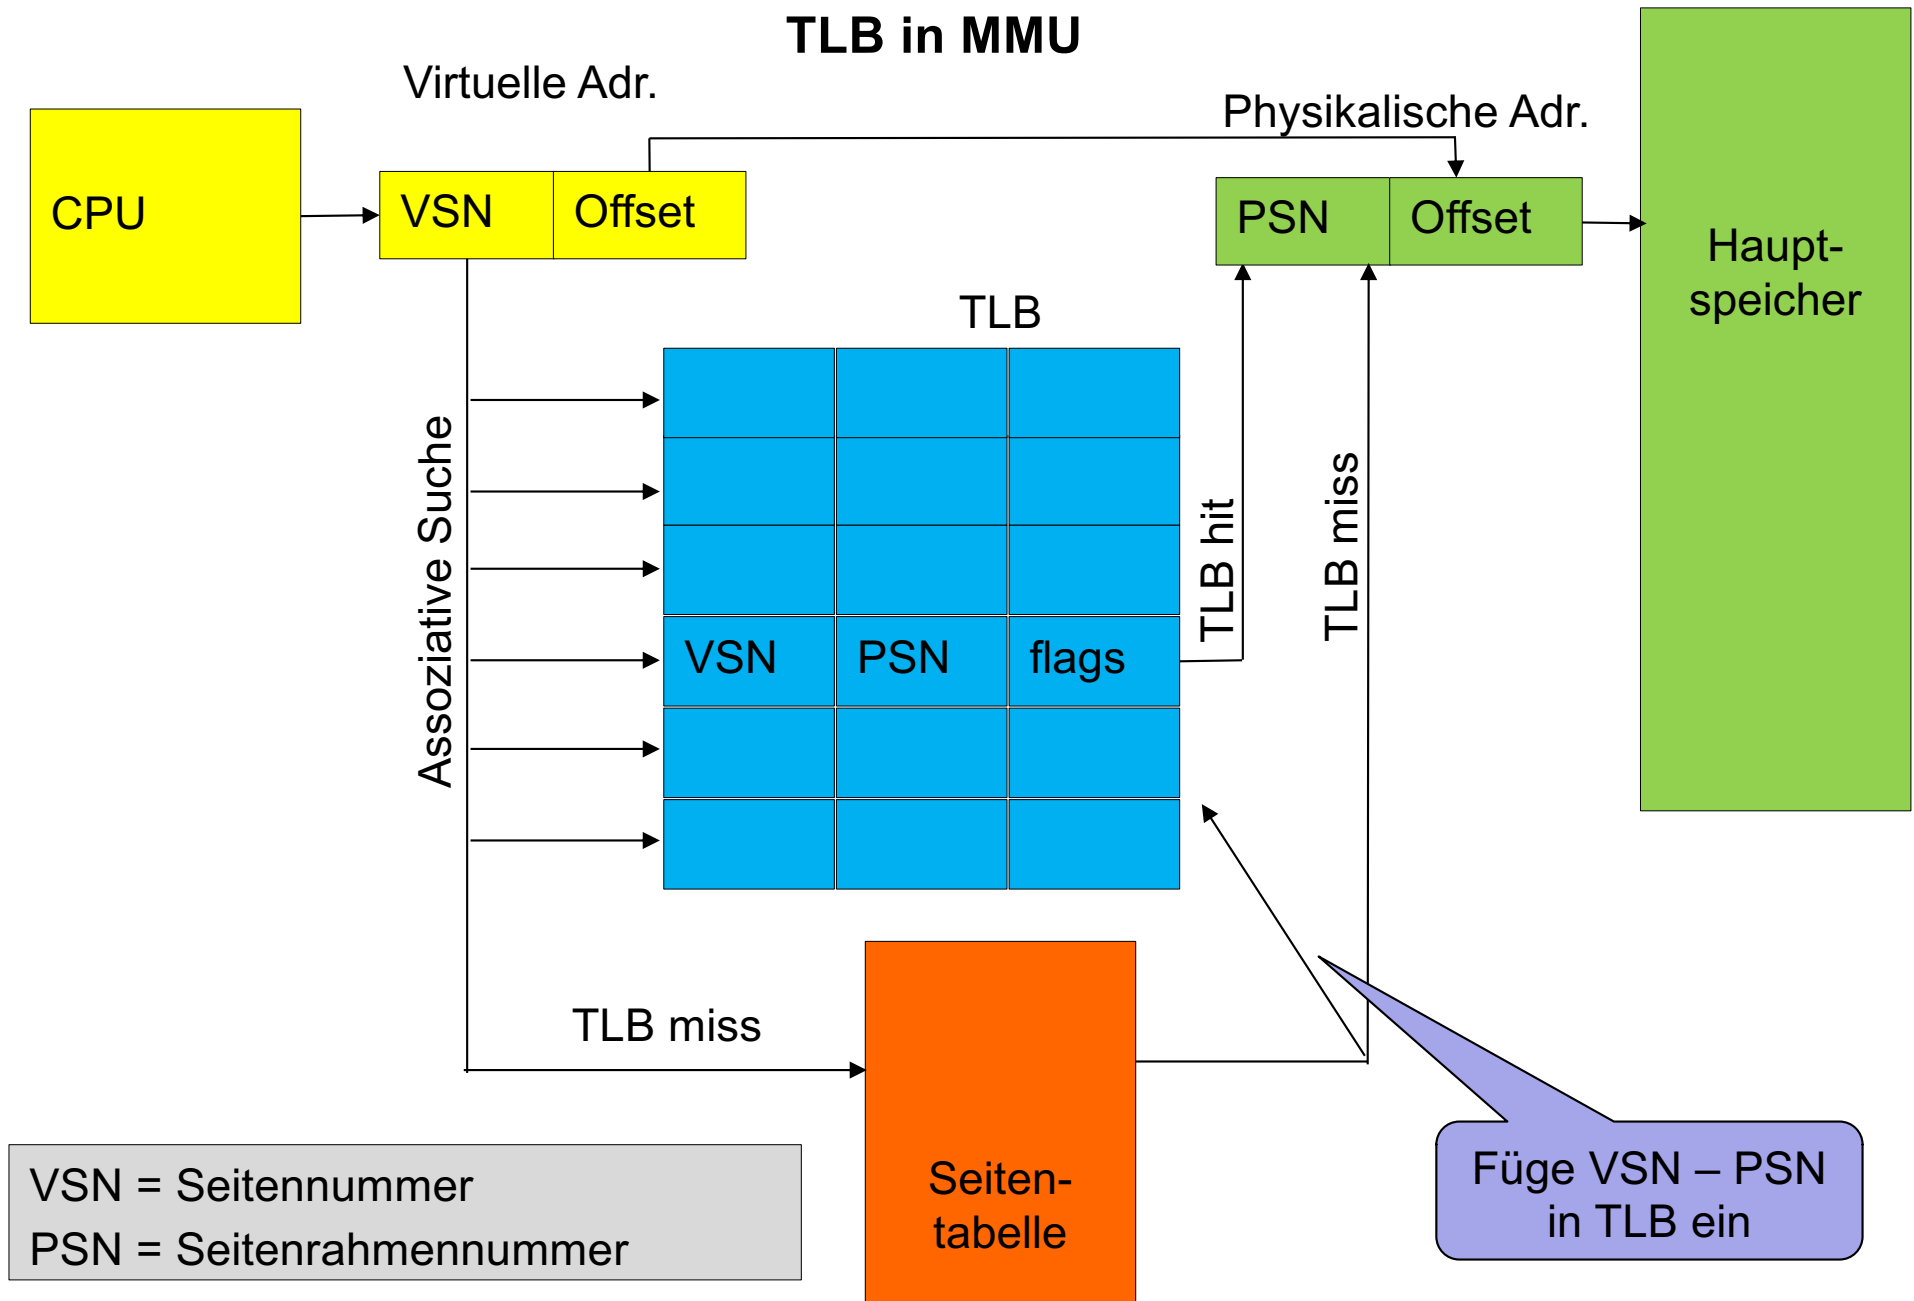 TLB in MMU
Virtuelle Adr.
Physikalische Adr.
CPU
VSN
Offset
PSN
Offset
Haupt-
speicher
TLB
Assoziative Suche
VSN
PSN
flags
TLB hit
TLB miss
TLB miss
Seiten-
tabelle
Füge VSN – PSN
in TLB ein
VSN = Seitennummer
PSN = Seitenrahmennummer